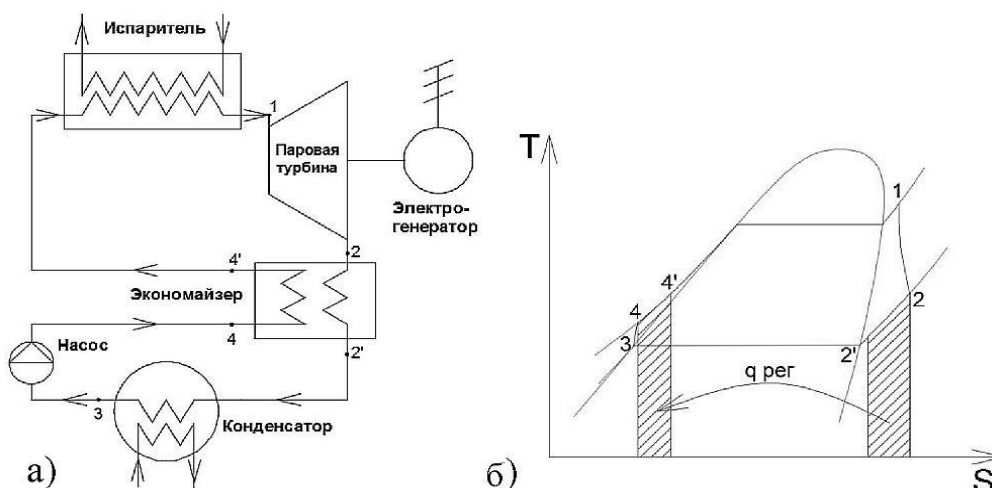 Испаритель
1
Паровая
турбина
Электро-
генератор
2
4'
Экономайзер
4
Насос
2'
3
Конденсатор
а)
T
1
4'
2
4
3
2'
q рег
S
б)